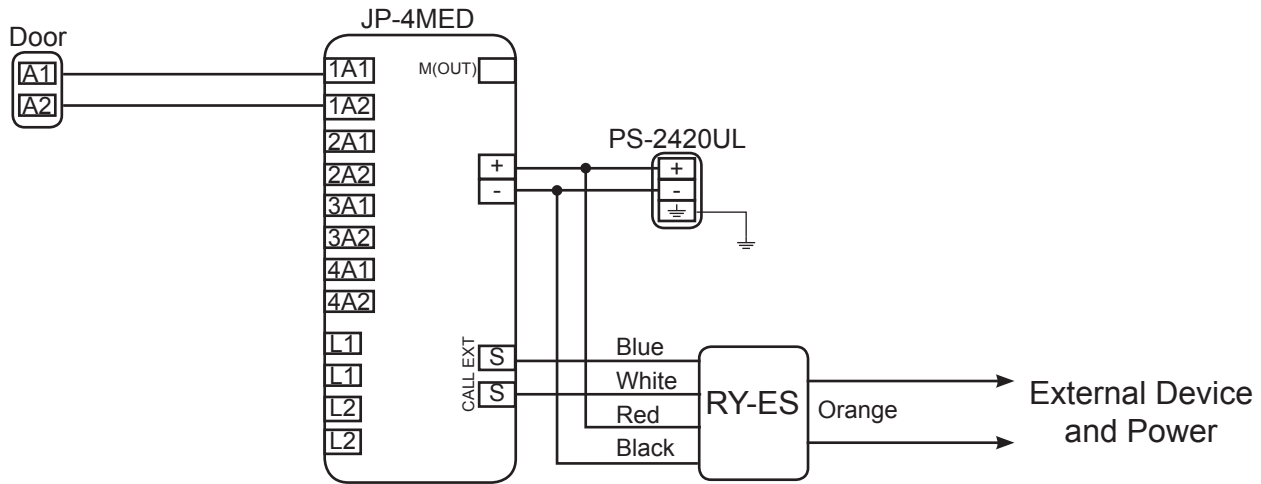 JP-4MED
Door
A1
A2
1A1
1A2
2A1
2A2
3A1
3A2
4A1
4A2
L1
L1
L2
L2
M(OUT)
+
-
CALL EXT
S
S
PS-2420UL
+
-
Blue
White
Red
Black
RY-ES
Orange
External Device
and Power